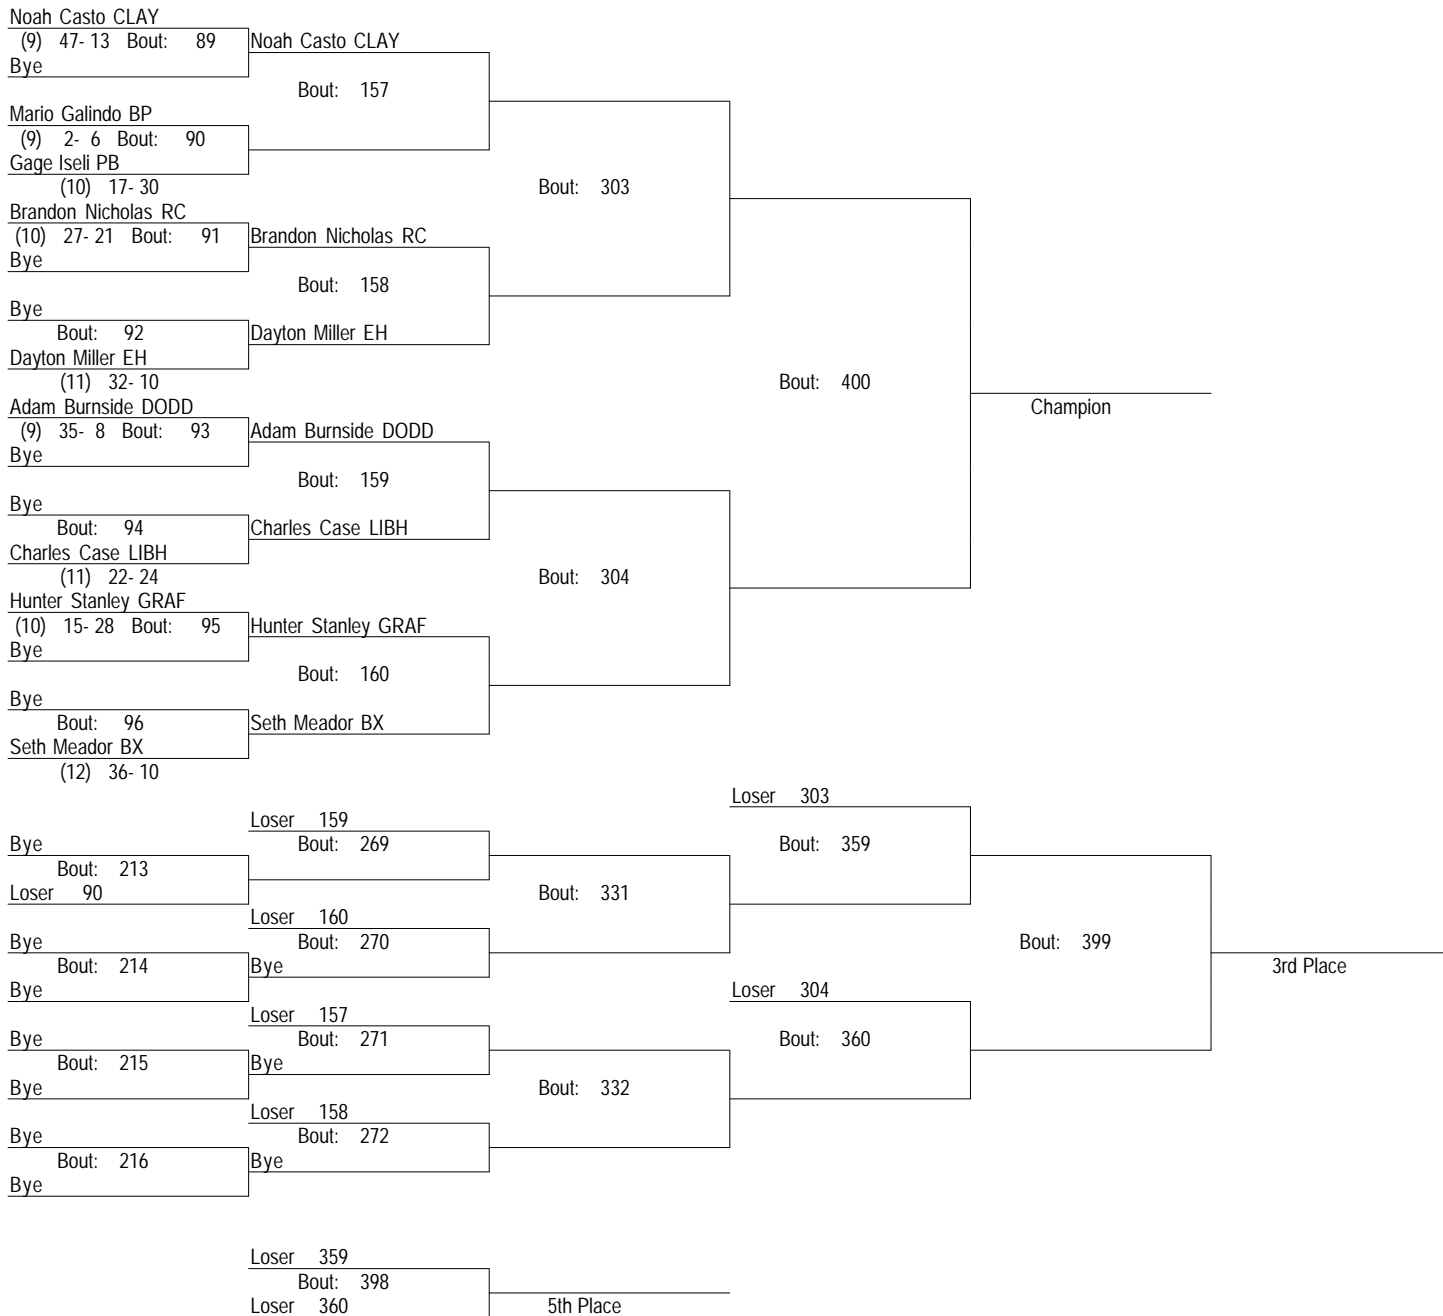 Noah Casto CLAY
(9) 47- 13 Bout: 89
Noah Casto CLAY
Bye
Bout: 157
Mario Galindo BP
(9) 2- 6 Bout: 90
Gage Iseli PB
(10) 17- 30
Bout: 303
Brandon Nicholas RC
(10) 27- 21 Bout: 91
Brandon Nicholas RC
Bye
Bout: 158
Bye
Bout: 92
Dayton Miller EH
Dayton Miller EH
(11) 32- 10
Bout: 400
Champion
Adam Burnside DODD
(9) 35- 8 Bout: 93
Adam Burnside DODD
Bye
Bout: 159
Bye
Bout: 94
Charles Case LIBH
Charles Case LIBH
(11) 22- 24
Bout: 304
Hunter Stanley GRAF
(10) 15- 28 Bout: 95
Hunter Stanley GRAF
Bye
Bout: 160
Bye
Bout: 96
Seth Meador BX
Seth Meador BX
(12) 36- 10
Loser 303
Loser 159
Bye
Bout: 269
Bout: 359
Bout: 213
Loser 90
Bout: 331
Loser 160
Bye
Bout: 270
Bout: 399
Bout: 214
Bye
3rd Place
Bye
Loser 304
Loser 157
Bye
Bout: 271
Bout: 360
Bout: 215
Bye
Bye
Bout: 332
Loser 158
Bye
Bout: 272
Bout: 216
Bye
Bye
Loser 359
Bout: 398
Loser 360
5th Place